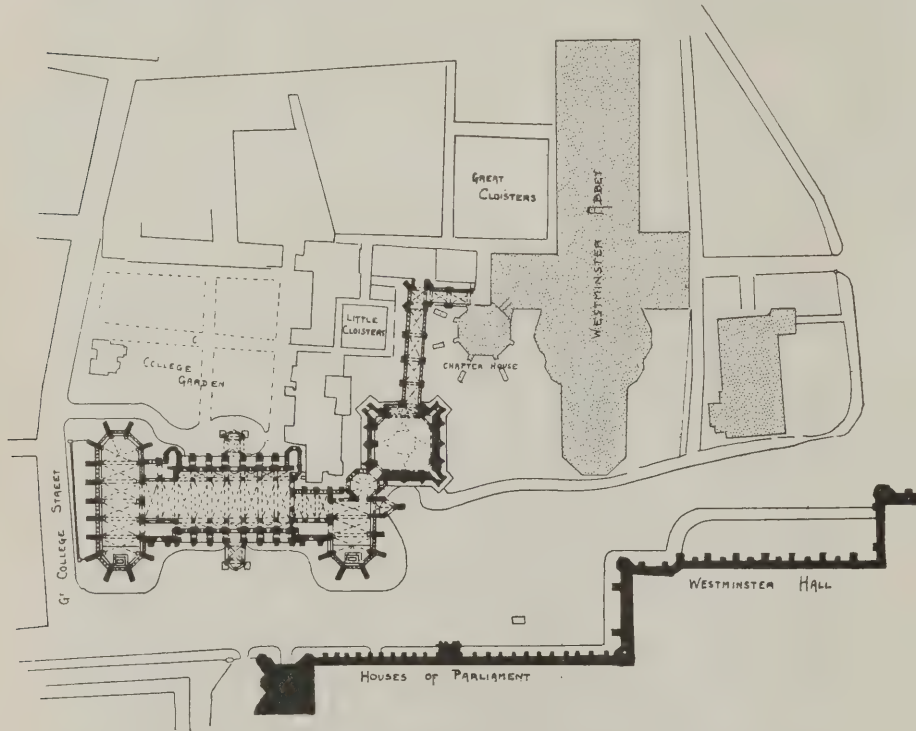 GREAT
CLOISTERS
WESTMINSTER ABBEY
LITTLE
CLOISTERS
CHAPTER HOUSE
C
COLLEGE
GARDEN
Gᵗ COLLEGE STREET
WESTMINSTER HALL
HOUSES OF PARLIAMENT.